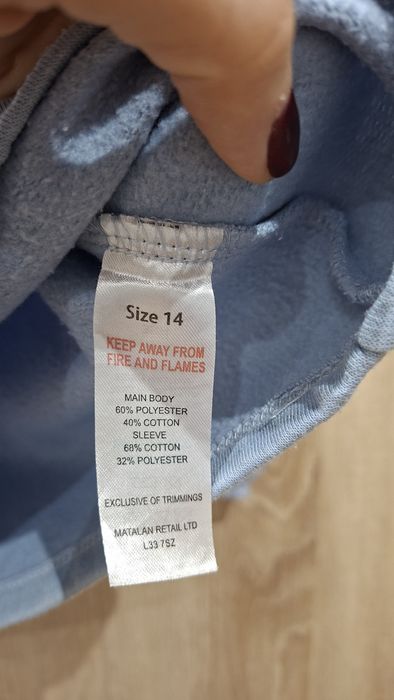 Size 14
KEEP AWAY FROM
FIRE AND FLAMES
MAIN BODY
60% POLYESTER
40% COTTON
SLEEVE
68% COTTON
32% POLYESTER
EXCLUSIVE OF TRIMMINGS
MATALAN RETAIL LTD
L33 7SZ